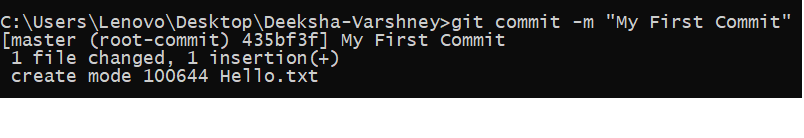 C:\Users\Lenovo\Desktop\Deeksha-Varshney>git commit -m "My First Commit"
[master (root-commit) 435bf3f] My First Commit
 1 file changed, 1 insertion(+)
 create mode 100644 Hello.txt